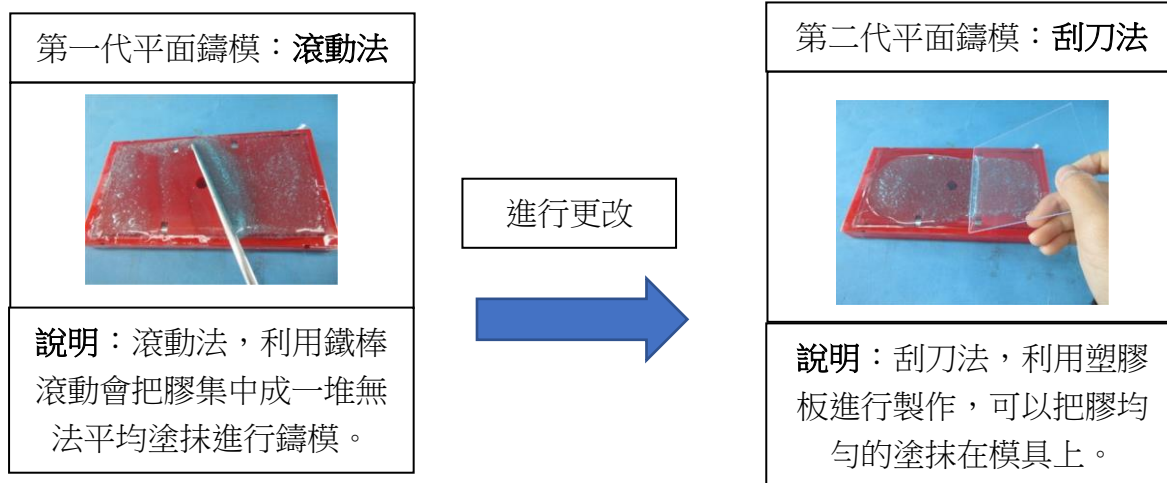 第一代平面鑄模：滾動法
說明：滾動法，利用鐵棒
滾動會把膠集中成一堆無
法平均塗抹進行鑄模。
進行更改
第二代平面鑄模：刮刀法
說明：刮刀法，利用塑膠
板進行製作，可以把膠均
勻的塗抹在模具上。